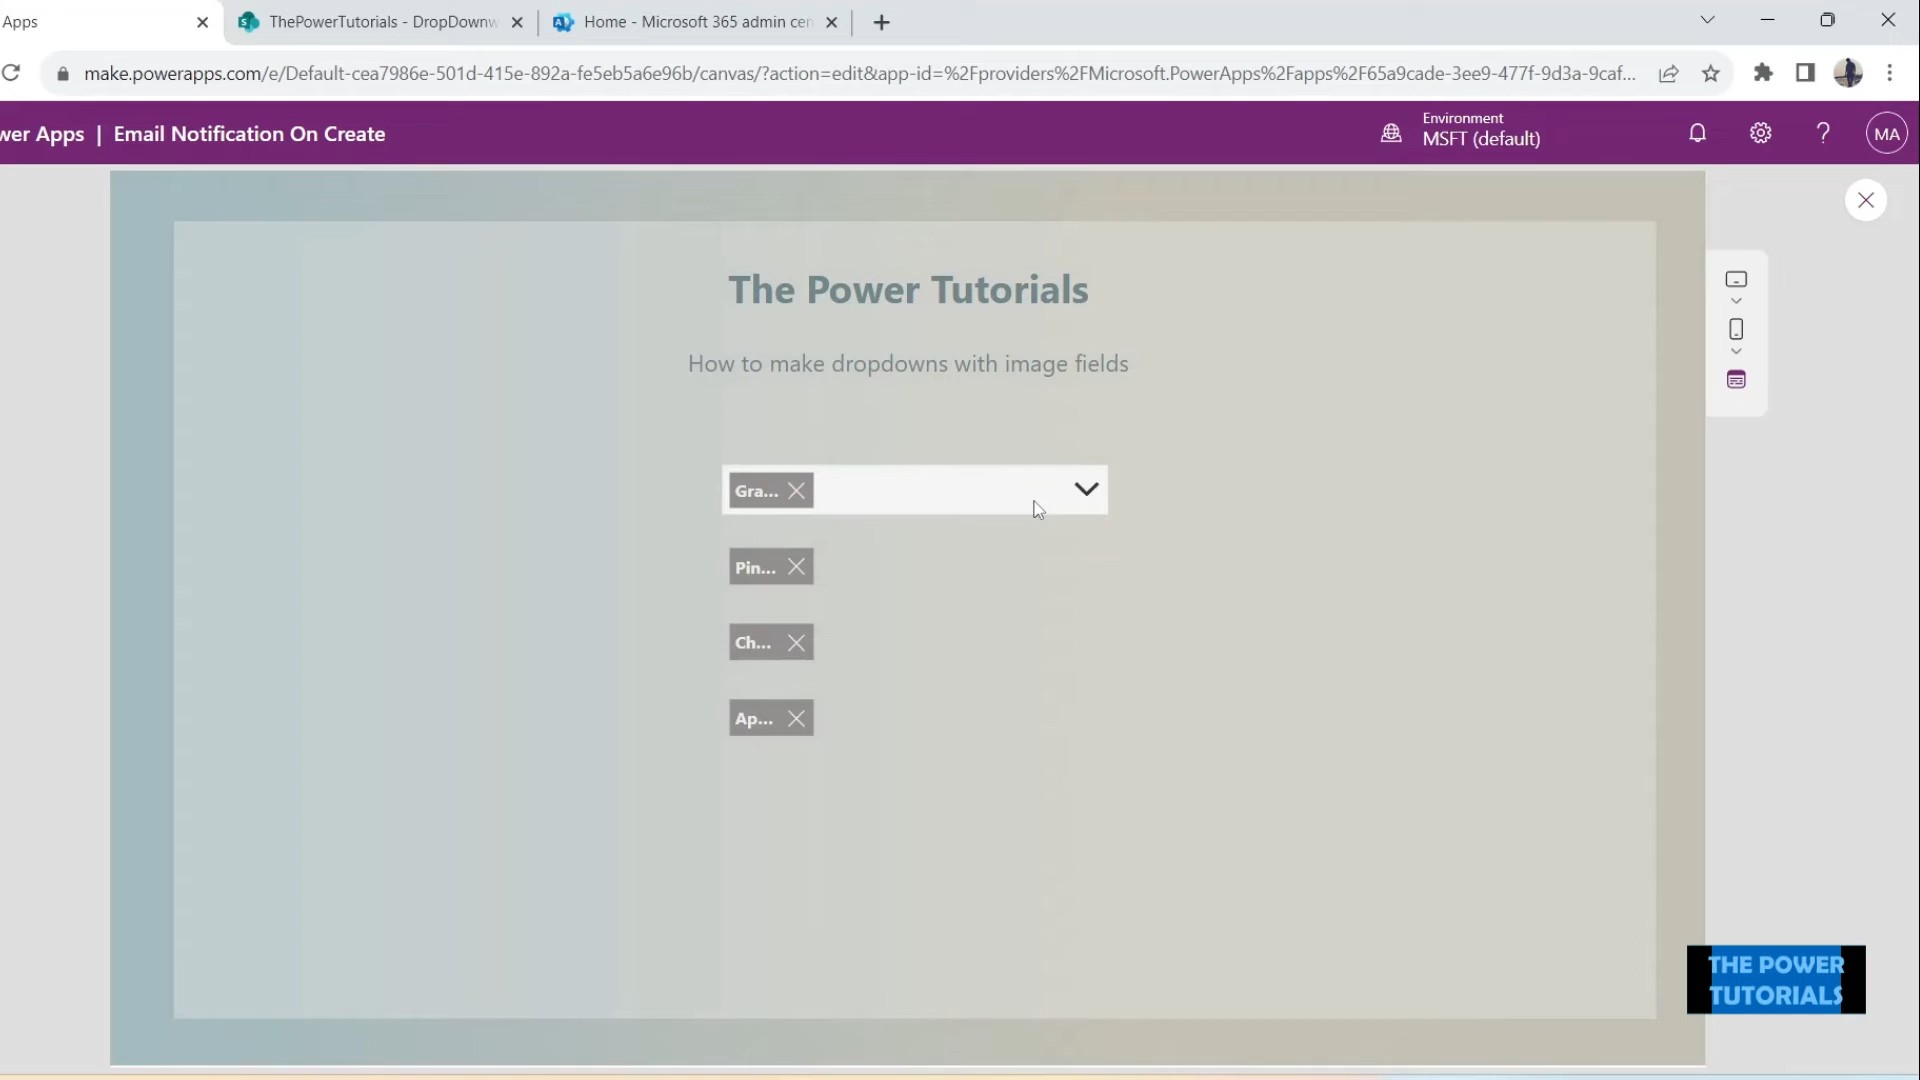 Apps
ThePowerTutorials - DropDownw
Home - Microsoft 365 admin cen
make.powerapps.com/e/Default-cea7986e-501d-415e-892a-fe5eb5a6e96b/canvas/?action=edit&app-id=%2Fproviders%2FMicrosoft.PowerApps%2Fapps%2F65a9cade-3ee9-477f-9d3a-9caf...
wer Apps | Email Notification On Create
Environment
MSFT (default)
?
MA
The Power Tutorials
How to make dropdowns with image fields
Gra...
Pin...
Ch...
Ap...
THE POWER
TUTORIALS